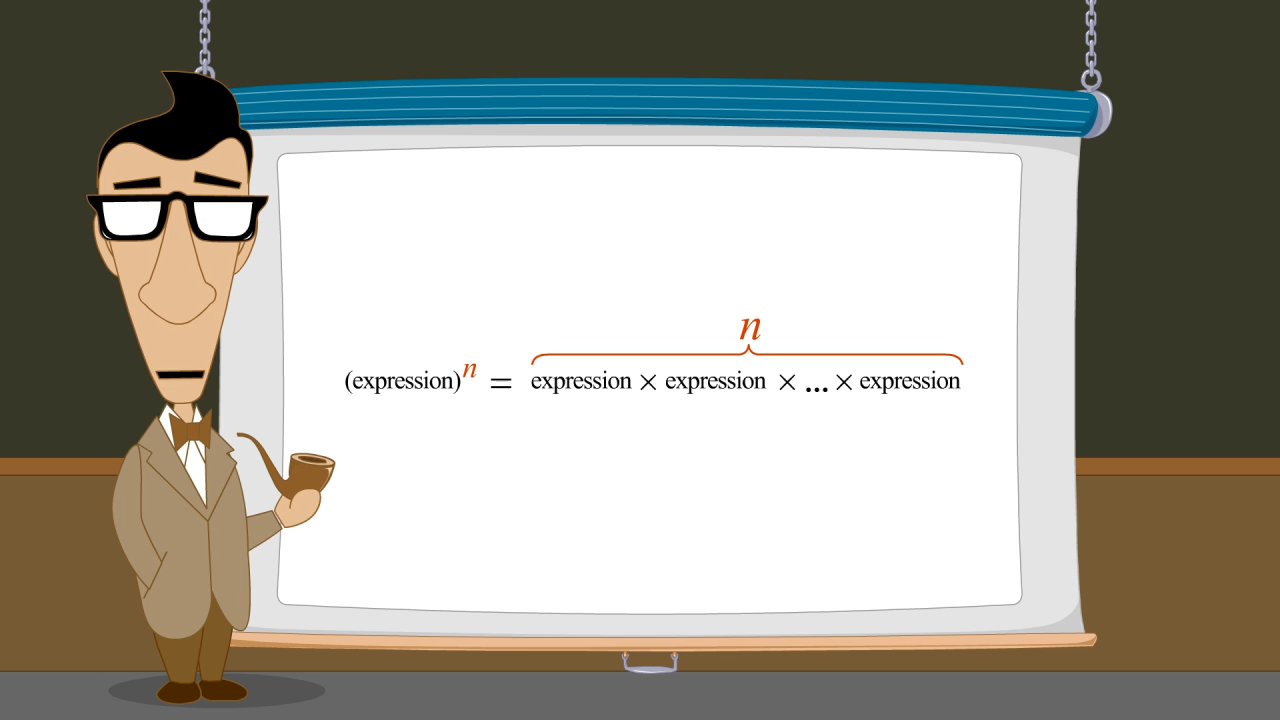 n
(expression)ⁿ = expression × expression × ... × expression